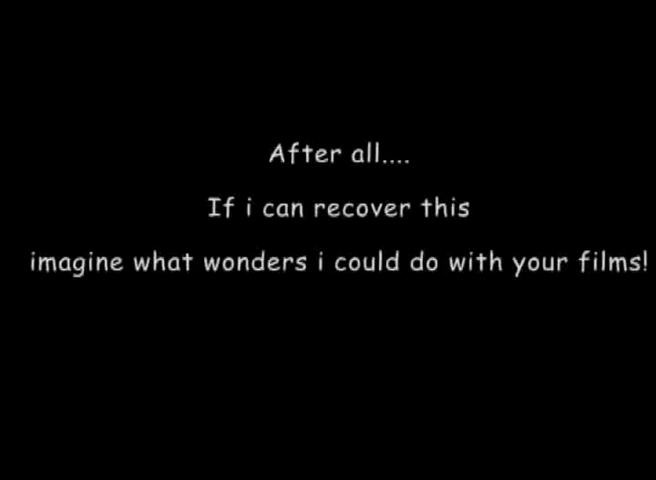 After all....
If i can recover this
imagine what wonders i could do with your films!